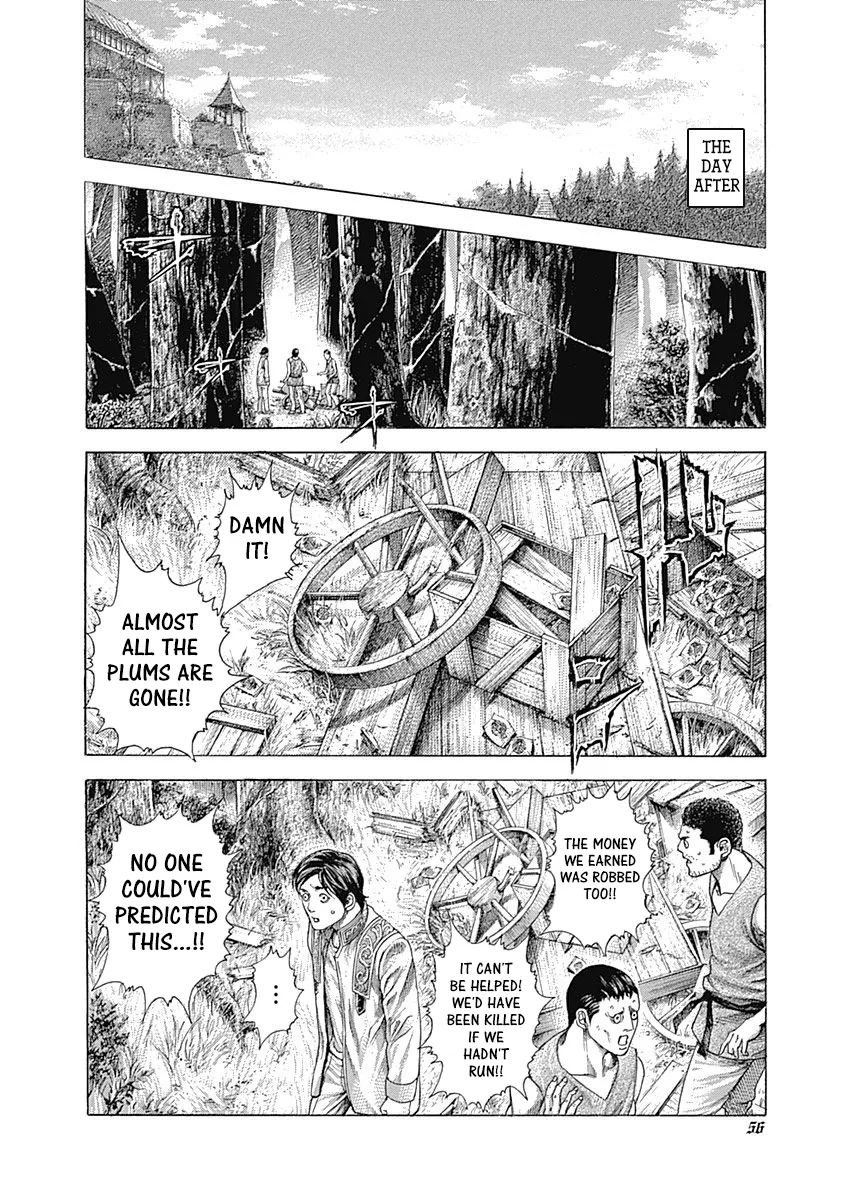 THE
DAY
AFTER
DAMN
IT!
ALMOST
ALL THE
PLUMS ARE
GONE!!
THE MONEY
WE EARNED
WAS ROBBED
TOO!!
IT CAN'T
BE HELPED!
WE'D HAVE
BEEN KILLED
IF WE
HADN'T
RUN!!
NO ONE
COULD'VE
PREDICTED
THIS...!!
...
56